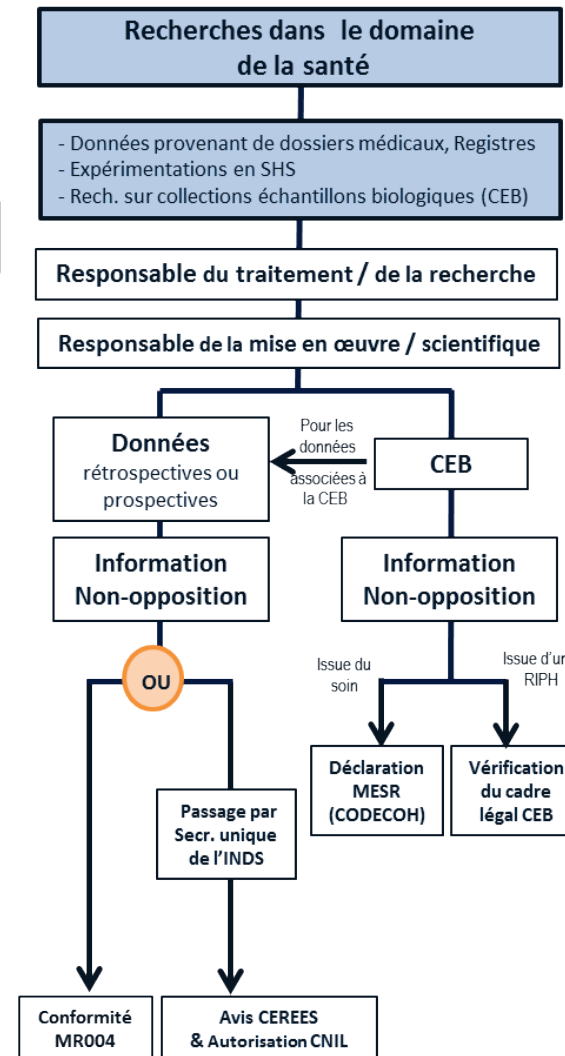 Recherches dans le domaine
de la santé
- Données provenant de dossiers médicaux, Registres
- Expérimentations en SHS
- Rech. sur collections échantillons biologiques (CEB)
Responsable du traitement / de la recherche
Responsable de la mise en œuvre / scientifique
Données
rétrospectives ou
prospectives
Pour les
données
associées à
la CEB
CEB
Information
Non-opposition
Information
Non-opposition
OU
Issue du
soin
Issue d'un
RIPH
Déclaration
MESR
(CODECOH)
Vérification
du cadre
légal CEB
Passage par
Secr. unique
de l'INDS
Conformité
MR004
Avis CEREES
& Autorisation CNIL